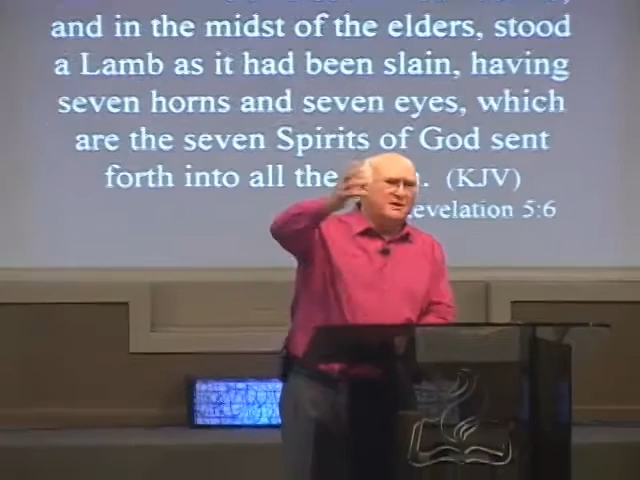 and in the midst of the elders, stood
a Lamb as it had been slain, having
seven horns and seven eyes, which
are the seven Spirits of God sent
forth into all the (KJV)
Revelation 5:6